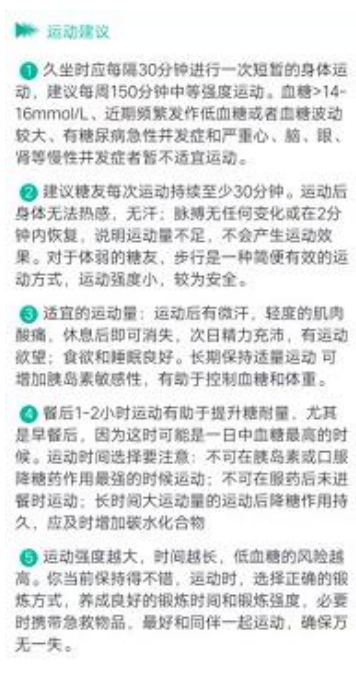 运动建议
1 久坐时应每隔30分钟进行一次短暂的身体运
动，建议每周150分钟中等强度运动。血糖>14-
16mmol/L、近期频繁发作低血糖或者血糖波动
较大、有糖尿病急性并发症和严重心、脑、眼、
肾等慢性并发症者暂不适宜运动。
2 建议糖友每次运动持续至少30分钟。运动后
身体无法热感，无汗；脉搏无任何变化或在2分
钟内恢复，说明运动量不足，不会产生运动效
果。对于体弱的糖友，步行是一种简便有效的运
动方式，运动强度小，较为安全。
3 适宜的运动量：运动后有微汗，轻度的肌肉
酸痛，休息后即可消失，次日精力充沛，有运动
欲望；食欲和睡眠良好。长期保持适量运动 可
增加胰岛素敏感性，有助于控制血糖和体重。
4 餐后1-2小时运动有助于提升糖耐量，尤其
是早餐后，因为这时可能是一日中血糖最高的时
候。运动时间选择要注意：不可在胰岛素或口服
降糖药作用最强的时候运动；不可在服药后未进
餐时运动；长时间大运动量的运动后降糖作用持
久，应及时增加碳水化合物
5 运动强度越大，时间越长，低血糖的风险越
高。你当前保持得不错，运动时，选择正确的锻
炼方式，养成良好的锻炼时间和锻炼强度，必要
时携带急救物品，最好和同伴一起运动，确保万
无一失。